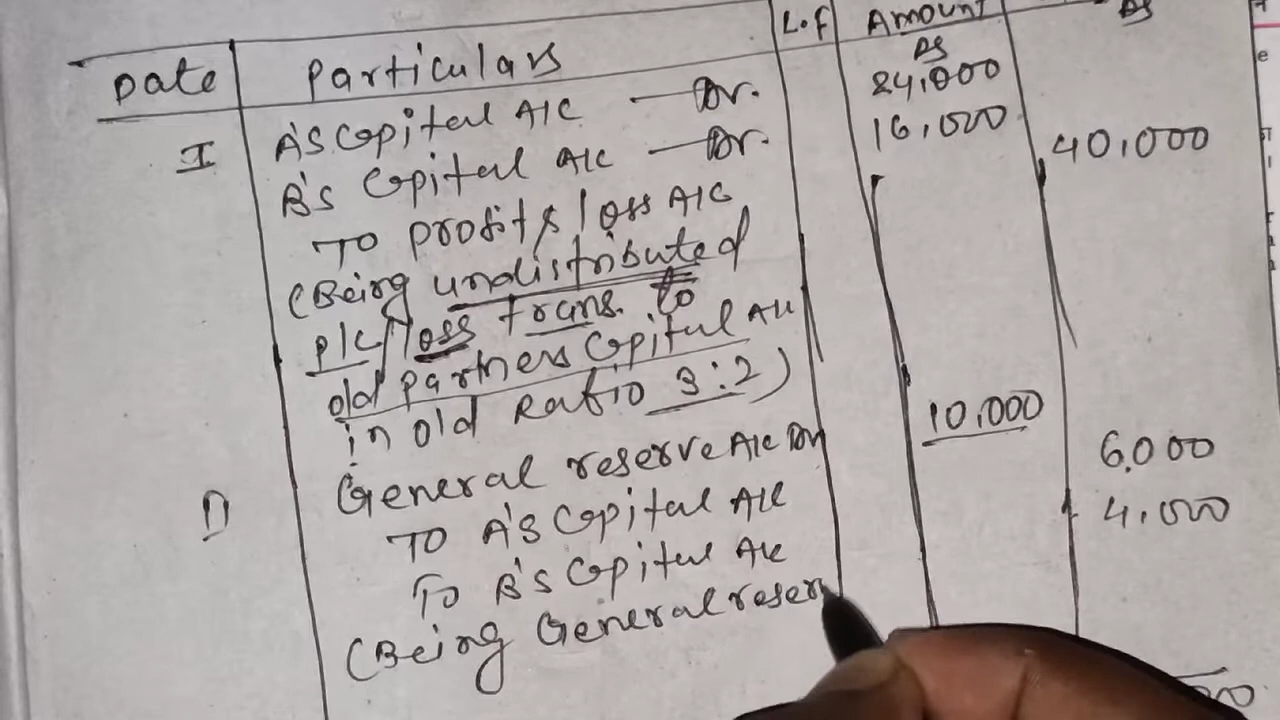 Date Particulars L.f Amount Rs
Rs
I A'S Capital A/C — Dr. 24,000
B'S Capital A/C — Dr. 16,000
To profit & loss A/C 40,000
(Being undistributed
P/L loss trans. to
old partners Capital A/c
in old Ratio 3:2)
General reserve A/c Dr 10,000
To A'S Capital A/c 6,000
To B'S Capital A/c 4,000
(Being General reser